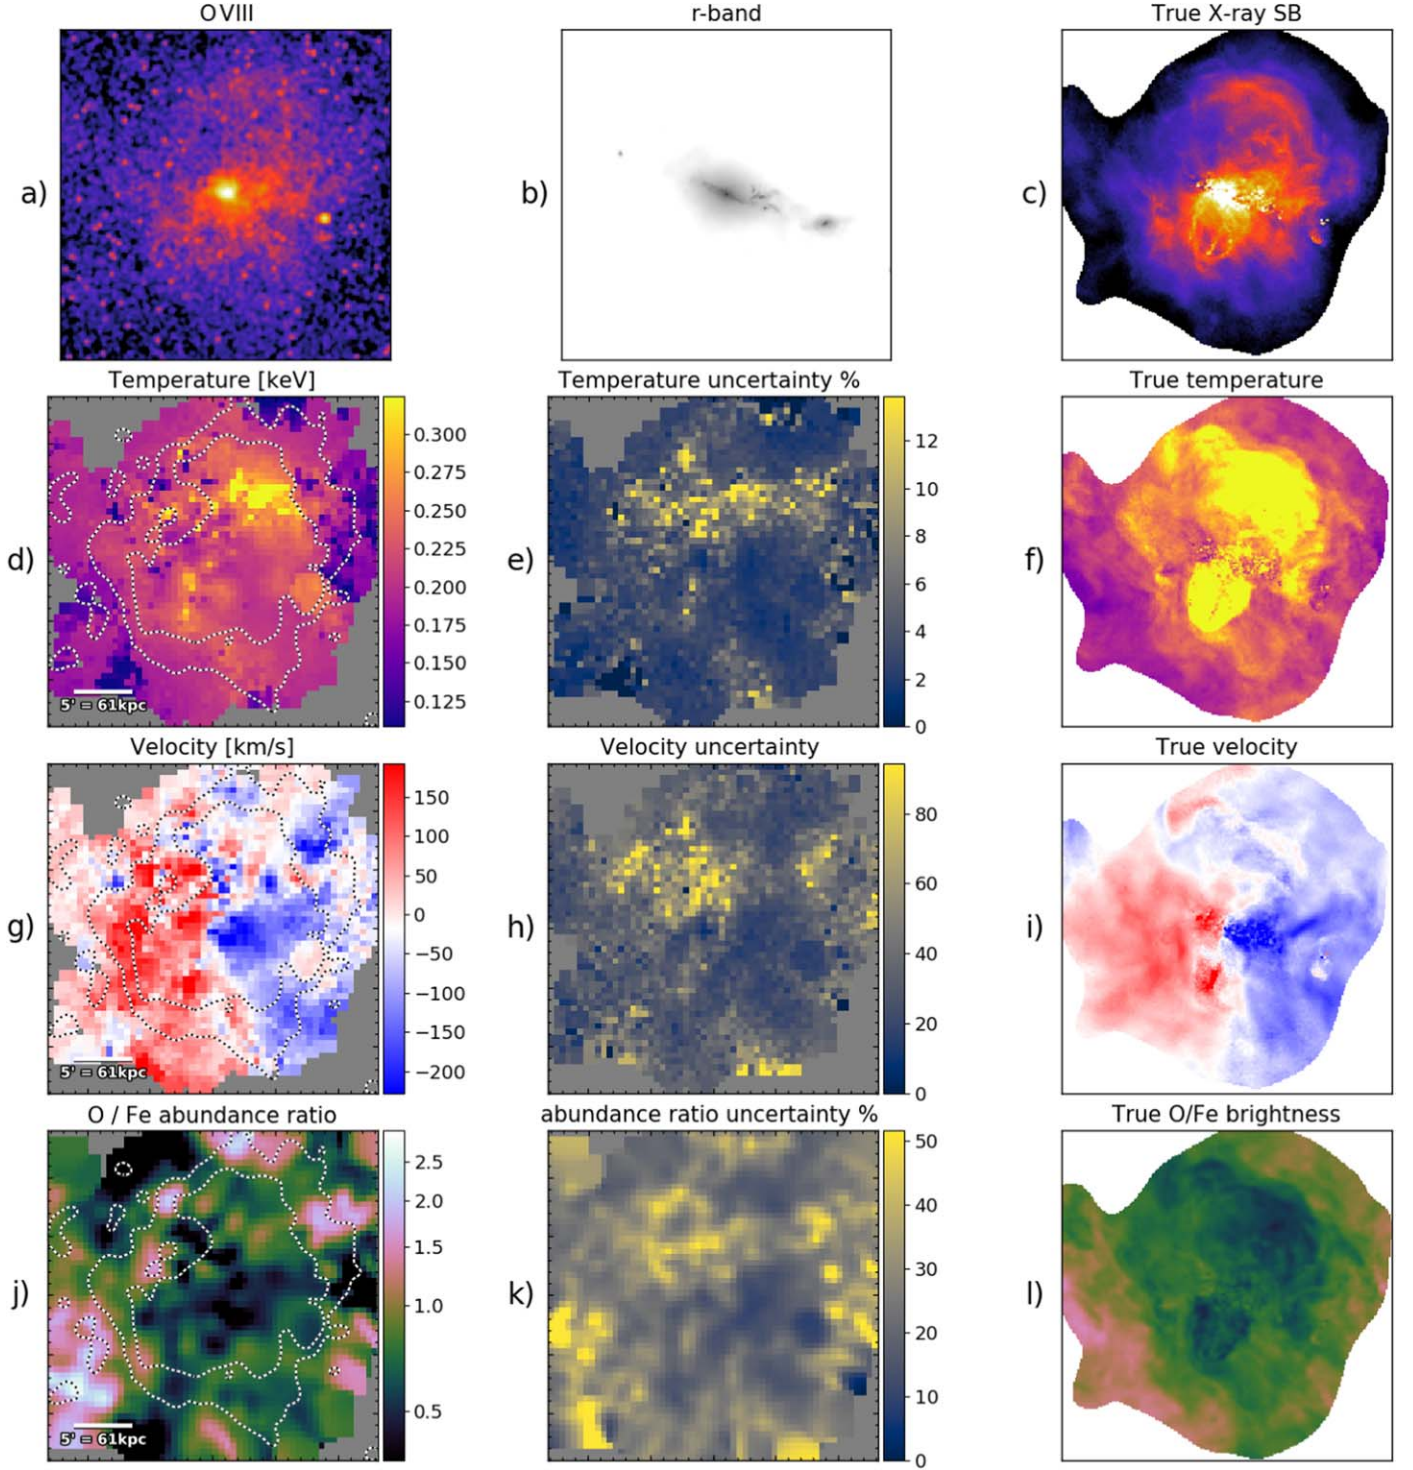 O VIII
r-band
True X-ray SB
a)
b)
c)
Temperature [keV]
Temperature uncertainty %
True temperature
d)
5' = 61kpc
0.300
0.275
0.250
0.225
0.200
0.175
0.150
0.125
e)
12
10
8
6
4
2
0
f)
Velocity [km/s]
Velocity uncertainty
True velocity
g)
5' = 61kpc
150
100
50
0
−50
−100
−150
−200
h)
80
60
40
20
0
i)
O / Fe abundance ratio
abundance ratio uncertainty %
True O/Fe brightness
j)
5' = 61kpc
2.5
2.0
1.5
1.0
0.5
k)
50
40
30
20
10
0
l)